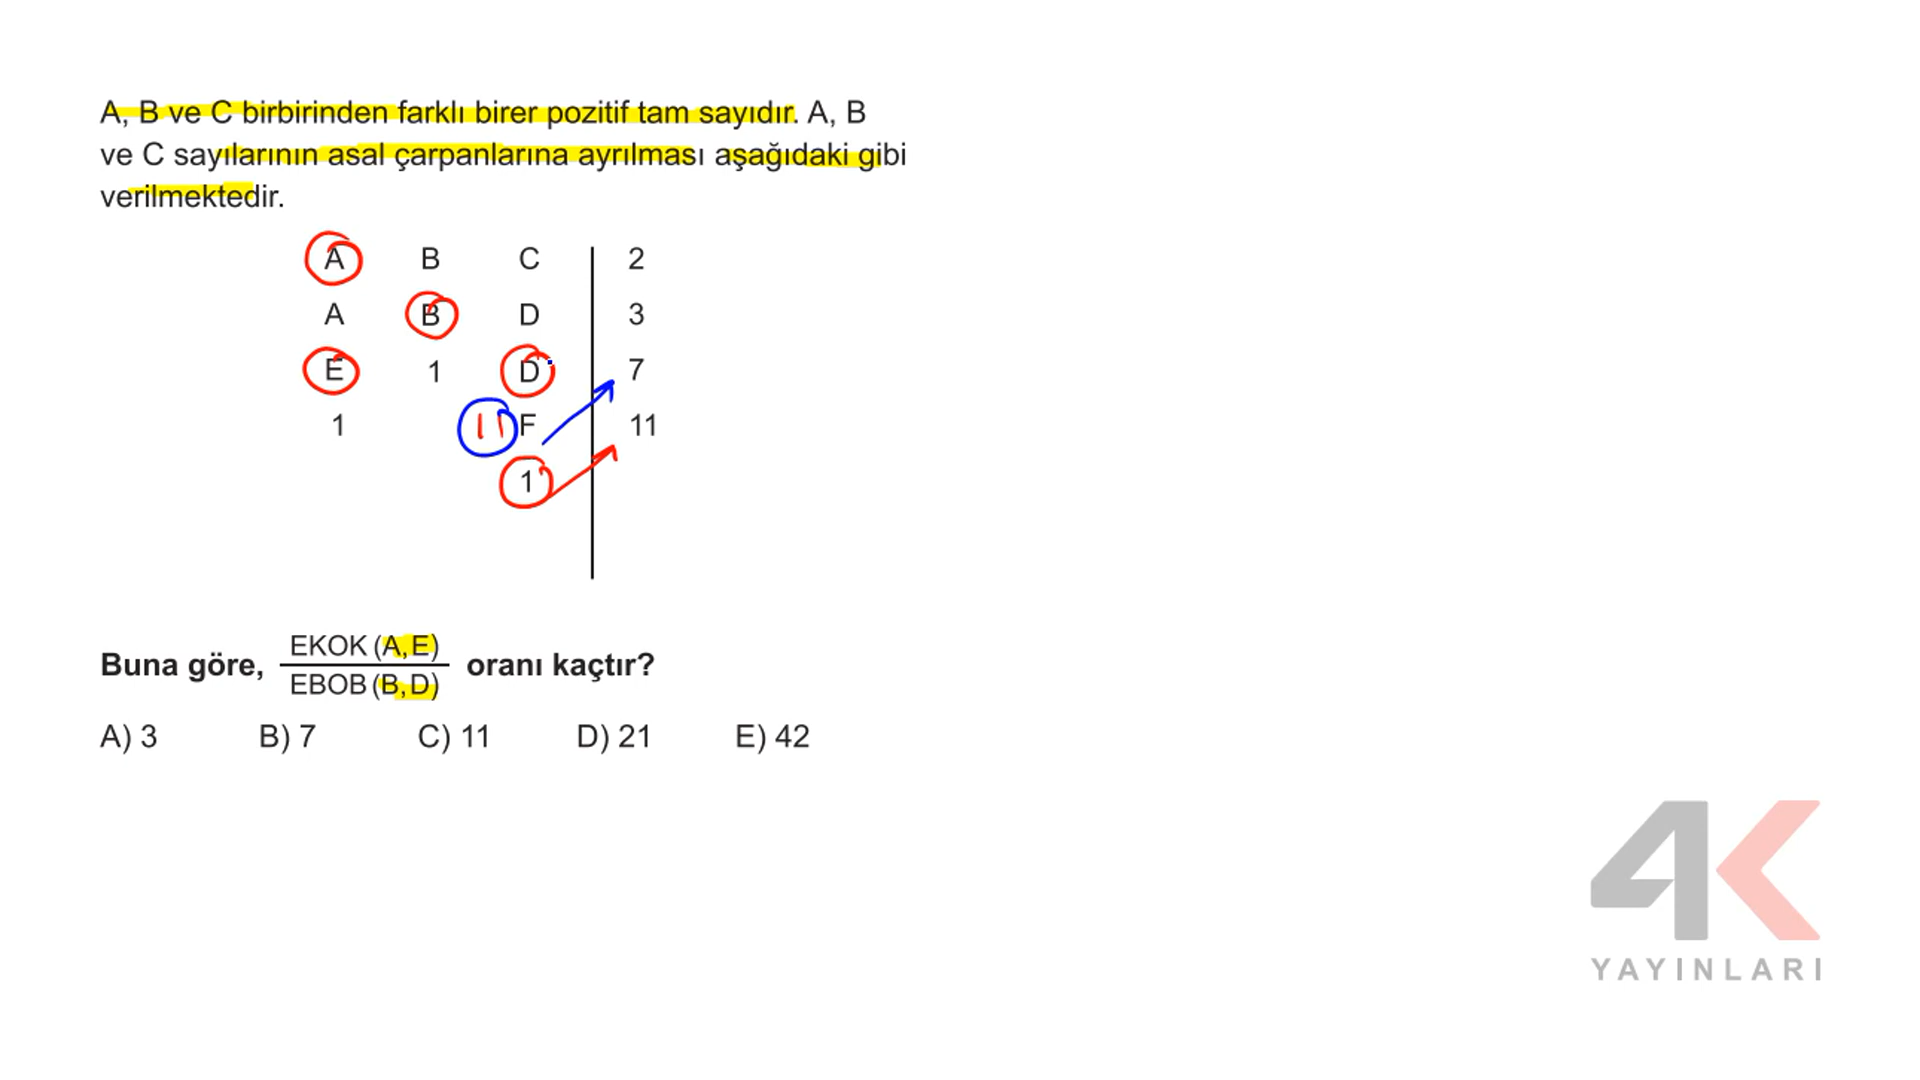 A, B ve C birbirinden farklı birer pozitif tam sayıdır. A, B
ve C sayılarının asal çarpanlarına ayrılması aşağıdaki gibi
verilmektedir.
A B C 2
A B D 3
E 1 D 7
1 11 F 11
1
Buna göre, EKOK (A,E) / EBOB (B,D) oranı kaçtır?
A) 3 B) 7 C) 11 D) 21 E) 42
4K
YAYINLARI